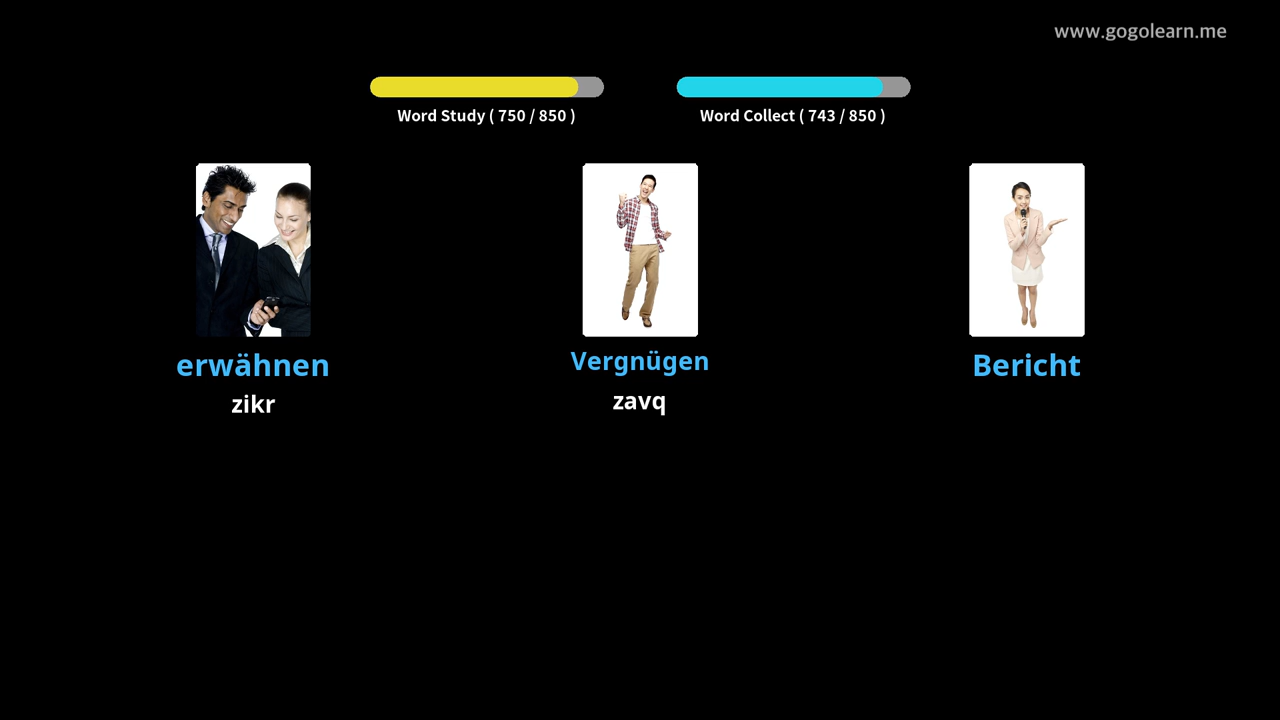 www.gogolearn.me
Word Study ( 750 / 850 )
Word Collect ( 743 / 850 )
erwähnen
zikr
Vergnügen
zavq
Bericht